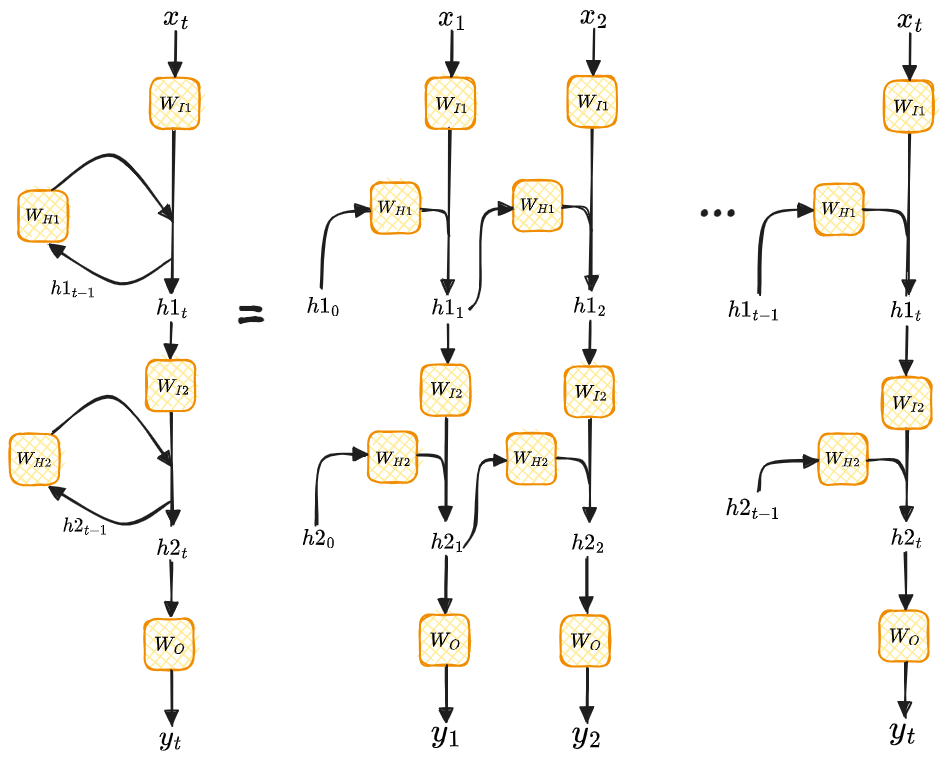 x_t x_1 x_2 x_t
W_{I1} W_{I1} W_{I1} W_{I1}
W_{H1} W_{H1} W_{H1} ... W_{H1}
h1_{t-1}
h1_t = h1_0 h1_1 h1_2 h1_{t-1} h1_t
W_{I2} W_{I2} W_{I2} W_{I2}
W_{H2} W_{H2} W_{H2} W_{H2}
h2_{t-1} h2_{t-1}
h2_t h2_0 h2_1 h2_2 h2_t
W_O W_O W_O W_O
y_t y_1 y_2 y_t